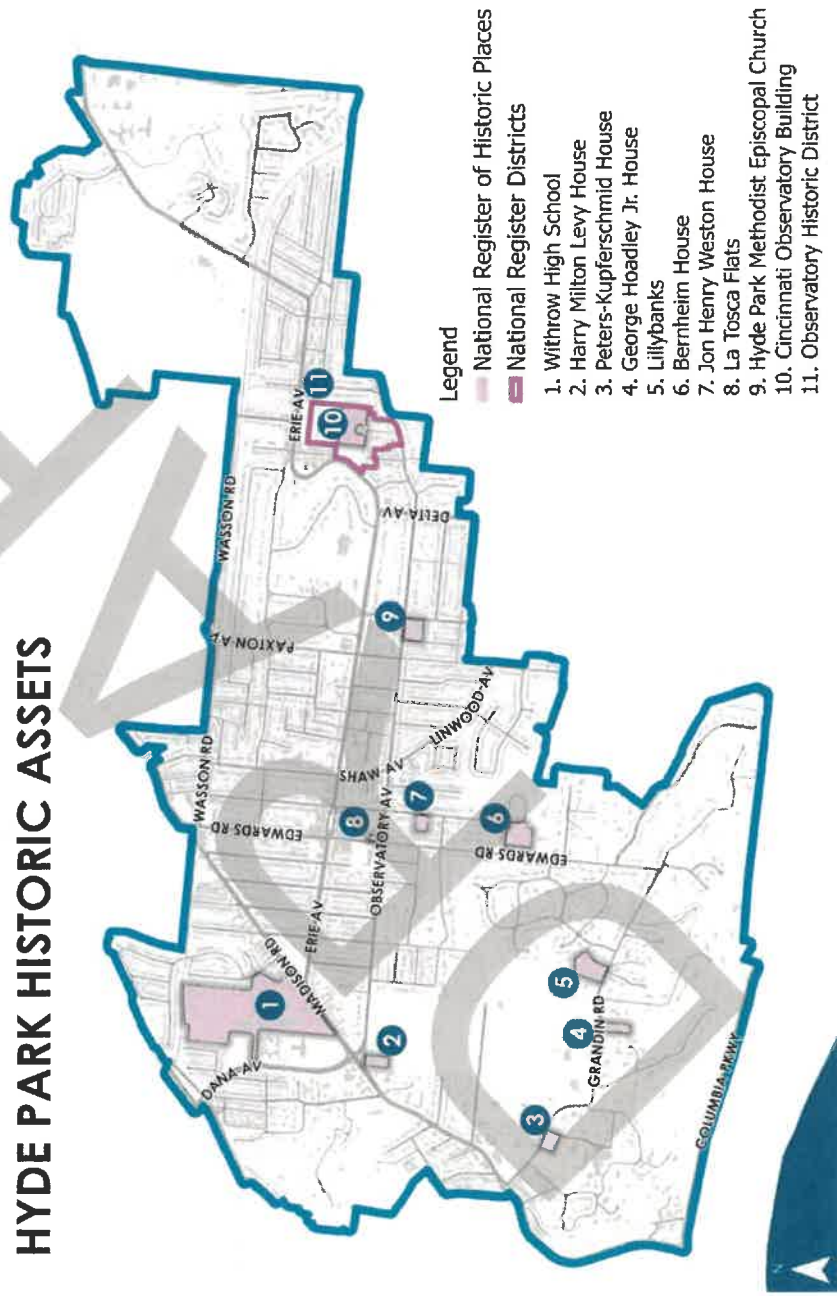 HYDE PARK HISTORIC ASSETS
DRAFT
WASSON RD
WASSON RD
DANA AV
MADISON RD
ERIE AV
EDWARDS RD
SHAW AV
PAXTON AV
ERIE AV
DELTA AV
OBSERVATORY AV
LINWOOD AV
EDWARDS RD
GRANDIN RD
COLUMBIA PKWY
1
2
3
4
5
6
7
8
9
10
11
N
Legend
National Register of Historic Places
National Register Districts
1. Withrow High School
2. Harry Milton Levy House
3. Peters-Kupferschmid House
4. George Hoadley Jr. House
5. Lillybanks
6. Bernheim House
7. Jon Henry Weston House
8. La Tosca Flats
9. Hyde Park Methodist Episcopal Church
10. Cincinnati Observatory Building
11. Observatory Historic District